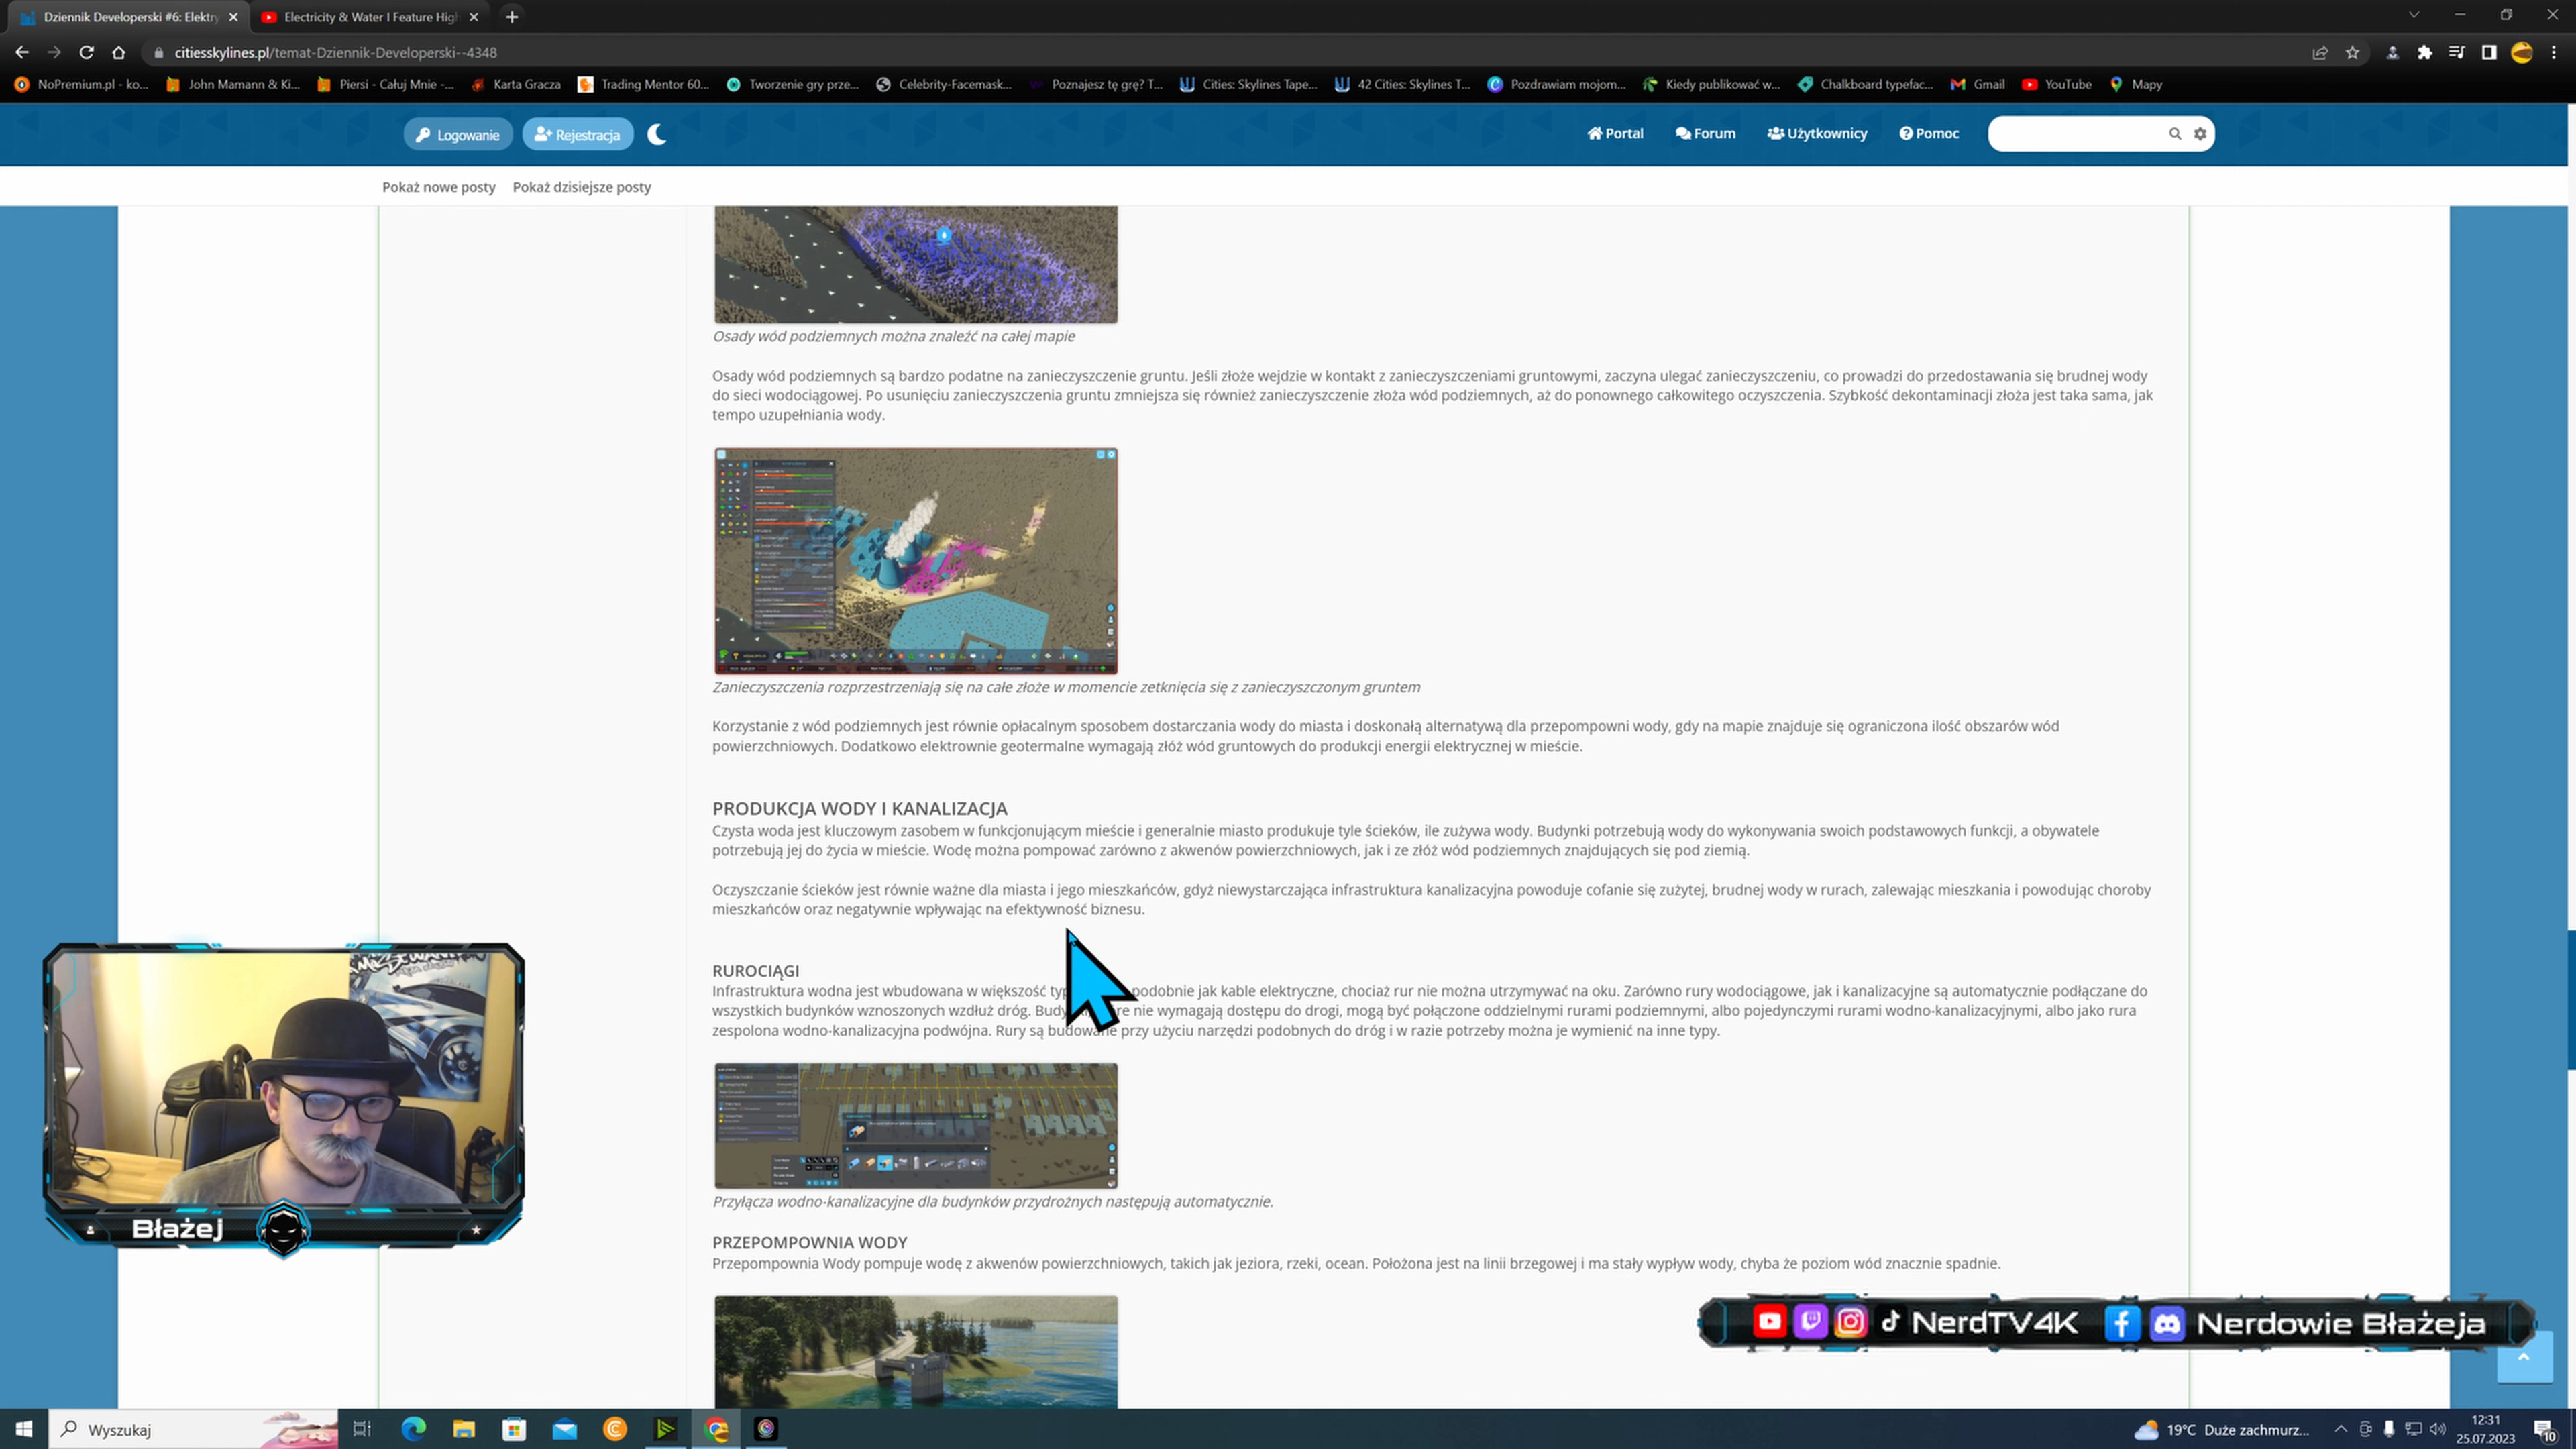 Dziennik Developerski #6: Elektry
Electricity & Water I Feature High
citiesskylines.pl/temat-Dziennik-Developerski--4348
NoPremium.pl - ko...
John Mamann & Ki...
Piersi - Całuj Mnie -...
Karta Gracza
Trading Mentor 60...
Tworzenie gry prze...
Celebrity-Facemask...
Poznajesz tę grę? T...
Cities: Skylines Tape...
42 Cities: Skylines T...
Pozdrawiam mojom...
Kiedy publikować w...
Chalkboard typefac...
Gmail
YouTube
Mapy
Logowanie
Rejestracja
Portal
Forum
Użytkownicy
Pomoc
Pokaż nowe posty
Pokaż dzisiejsze posty
Osady wód podziemnych można znaleźć na całej mapie
Osady wód podziemnych są bardzo podatne na zanieczyszczenie gruntu. Jeśli złoże wejdzie w kontakt z zanieczyszczeniami gruntowymi, zaczyna ulegać zanieczyszczeniu, co prowadzi do przedostawania się brudnej wody
do sieci wodociągowej. Po usunięciu zanieczyszczenia gruntu zmniejsza się również zanieczyszczenie złoża wód podziemnych, aż do ponownego całkowitego oczyszczenia. Szybkość dekontaminacji złoża jest taka sama, jak
tempo uzupełniania wody.
Zanieczyszczenia rozprzestrzeniają się na całe złoże w momencie zetknięcia się z zanieczyszczonym gruntem
Korzystanie z wód podziemnych jest równie opłacalnym sposobem dostarczania wody do miasta i doskonałą alternatywą dla przepompowni wody, gdy na mapie znajduje się ograniczona ilość obszarów wód
powierzchniowych. Dodatkowo elektrownie geotermalne wymagają złóż wód gruntowych do produkcji energii elektrycznej w mieście.
PRODUKCJA WODY I KANALIZACJA
Czysta woda jest kluczowym zasobem w funkcjonującym mieście i generalnie miasto produkuje tyle ścieków, ile zużywa wody. Budynki potrzebują wody do wykonywania swoich podstawowych funkcji, a obywatele
potrzebują jej do życia w mieście. Wodę można pompować zarówno z akwenów powierzchniowych, jak i ze złóż wód podziemnych znajdujących się pod ziemią.
Oczyszczanie ścieków jest równie ważne dla miasta i jego mieszkańców, gdyż niewystarczająca infrastruktura kanalizacyjna powoduje cofanie się zużytej, brudnej wody w rurach, zalewając mieszkania i powodując choroby
mieszkańców oraz negatywnie wpływając na efektywność biznesu.
RUROCIĄGI
Infrastruktura wodna jest wbudowana w większość podobnie jak kable elektryczne, chociaż rur nie można utrzymywać na oku. Zarówno rury wodociągowe, jak i kanalizacyjne są automatycznie podłączane do
wszystkich budynków wznoszonych wzdłuż dróg. nie wymagają dostępu do drogi, mogą być połączone oddzielnymi rurami podziemnymi, albo pojedynczymi rurami wodno-kanalizacyjnymi, albo jako rura
zespolona wodno-kanalizacyjna podwójna. Rury są budowane przy użyciu narzędzi podobnych do dróg i w razie potrzeby można je wymienić na inne typy.
Przyłącza wodno-kanalizacyjne dla budynków przydrożnych następują automatycznie.
PRZEPOMPOWNIA WODY
Przepompownia Wody pompuje wodę z akwenów powierzchniowych, takich jak jeziora, rzeki, ocean. Położona jest na linii brzegowej i ma stały wypływ wody, chyba że poziom wód znacznie spadnie.
Błażej
NerdTV4K
Nerdowie Błażeja
Wyszukaj
19°C Duże zachmurz...
12:31
25.07.2023
10